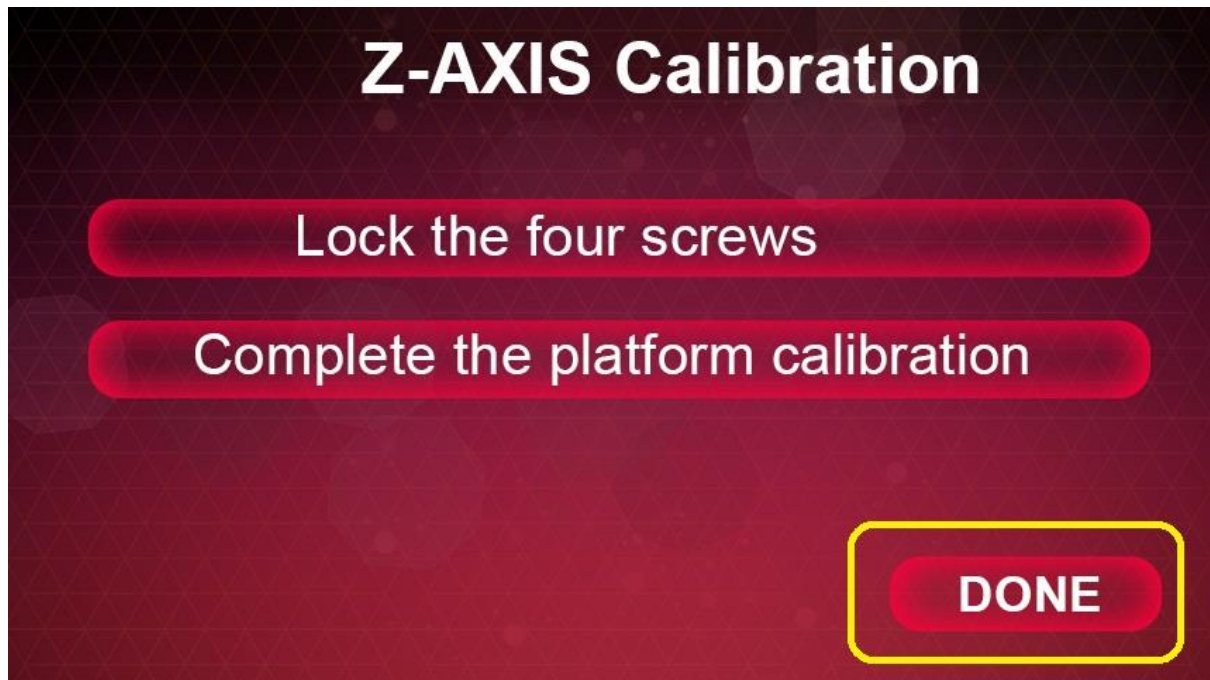 Z-AXIS Calibration
Lock the four screws
Complete the platform calibration
DONE